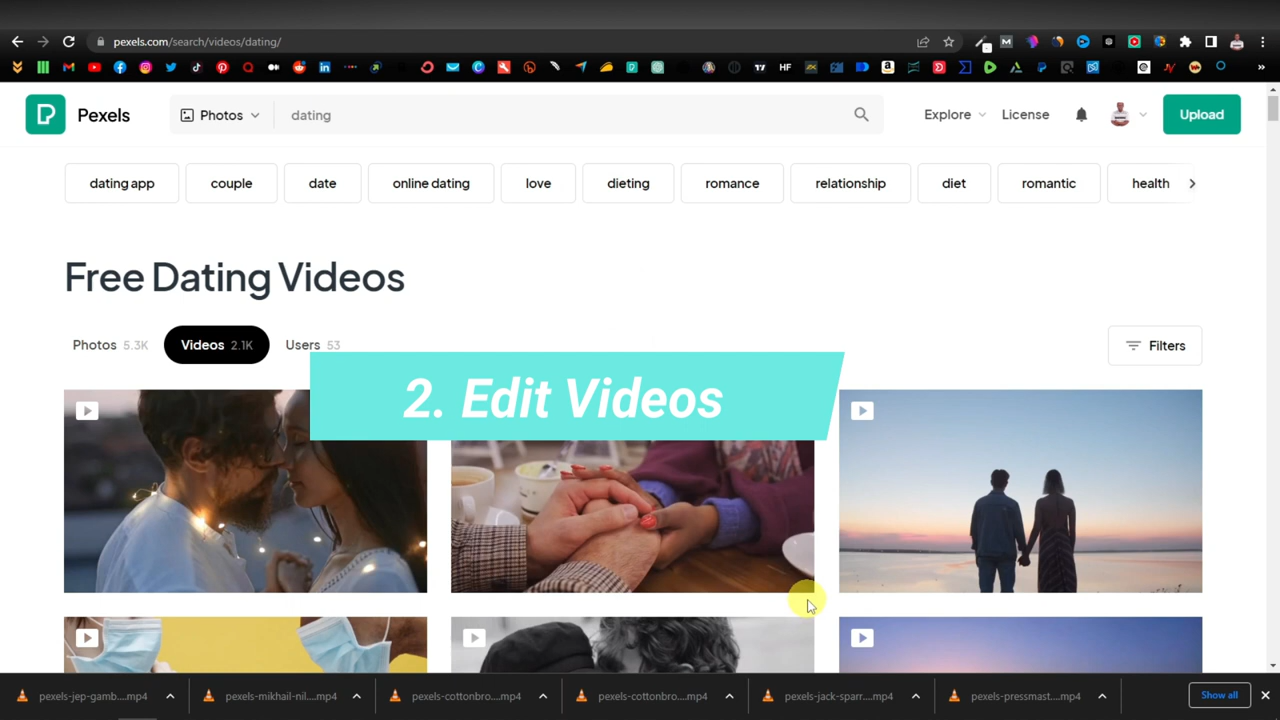 pexels.com/search/videos/dating/
HF
Pexels
Photos
dating
Explore
License
Upload
dating app
couple
date
online dating
love
dieting
romance
relationship
diet
romantic
health
Free Dating Videos
Photos 5.3K
Videos 2.1K
Users 53
Filters
2. Edit Videos
pexels-jep-gamb....mp4
pexels-mikhail-nil....mp4
pexels-cottonbro....mp4
pexels-cottonbro....mp4
pexels-jack-sparr....mp4
pexels-pressmast....mp4
Show all